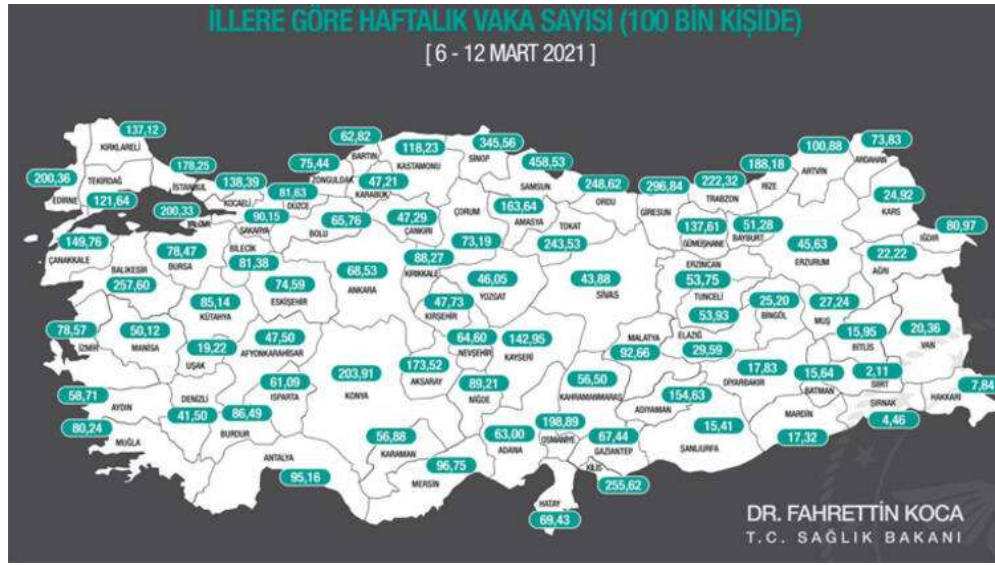 İLLERE GÖRE HAFTALIK VAKA SAYISI (100 BİN KİŞİDE)
[ 6 - 12 MART 2021 ]
137,12
KIRKLARELİ
200,36
EDİRNE
TEKİRDAĞ
121,64
178,25
İSTANBUL
200,33
YALOVA
138,39
KOCAELİ
81,63
DÜZCE
90,15
SAKARYA
75,44
ZONGULDAK
62,82
BARTIN
47,21
KARABÜK
118,23
KASTAMONU
345,56
SİNOP
458,53
SAMSUN
248,62
ORDU
296,84
GİRESUN
222,32
TRABZON
188,18
RİZE
100,88
ARTVİN
73,83
ARDAHAN
24,92
KARS
80,97
IĞDIR
149,76
ÇANAKKALE
BALIKESİR
257,60
78,47
BURSA
BİLECİK
81,38
65,76
BOLU
47,29
ÇANKIRI
ÇORUM
73,19
163,64
AMASYA
TOKAT
243,53
137,61
GÜMÜŞHANE
51,28
BAYBURT
ERZİNCAN
53,75
45,63
ERZURUM
22,22
AĞRI
85,14
KÜTAHYA
74,59
ESKİŞEHİR
68,53
ANKARA
88,27
KIRIKKALE
46,05
YOZGAT
43,88
SİVAS
TUNCELİ
53,93
25,20
BİNGÖL
27,24
MUŞ
15,95
BİTLİS
20,36
VAN
78,57
İZMİR
50,12
MANİSA
19,22
UŞAK
47,50
AFYONKARAHİSAR
47,73
KIRŞEHİR
64,60
NEVŞEHİR
142,95
KAYSERİ
MALATYA
92,66
ELAZIĞ
29,59
17,83
DİYARBAKIR
15,64
BATMAN
2,11
SİİRT
ŞIRNAK
4,46
7,84
HAKKARİ
58,71
AYDIN
DENİZLİ
41,50
61,09
ISPARTA
86,49
BURDUR
203,91
KONYA
173,52
AKSARAY
89,21
NİĞDE
56,50
KAHRAMANMARAŞ
154,63
ADIYAMAN
15,41
ŞANLIURFA
MARDİN
17,32
80,24
MUĞLA
ANTALYA
95,16
56,88
KARAMAN
96,75
MERSİN
63,00
ADANA
198,89
OSMANİYE
67,44
GAZİANTEP
KİLİS
255,62
HATAY
69,43
DR. FAHRETTİN KOCA
T.C. SAĞLIK BAKANI